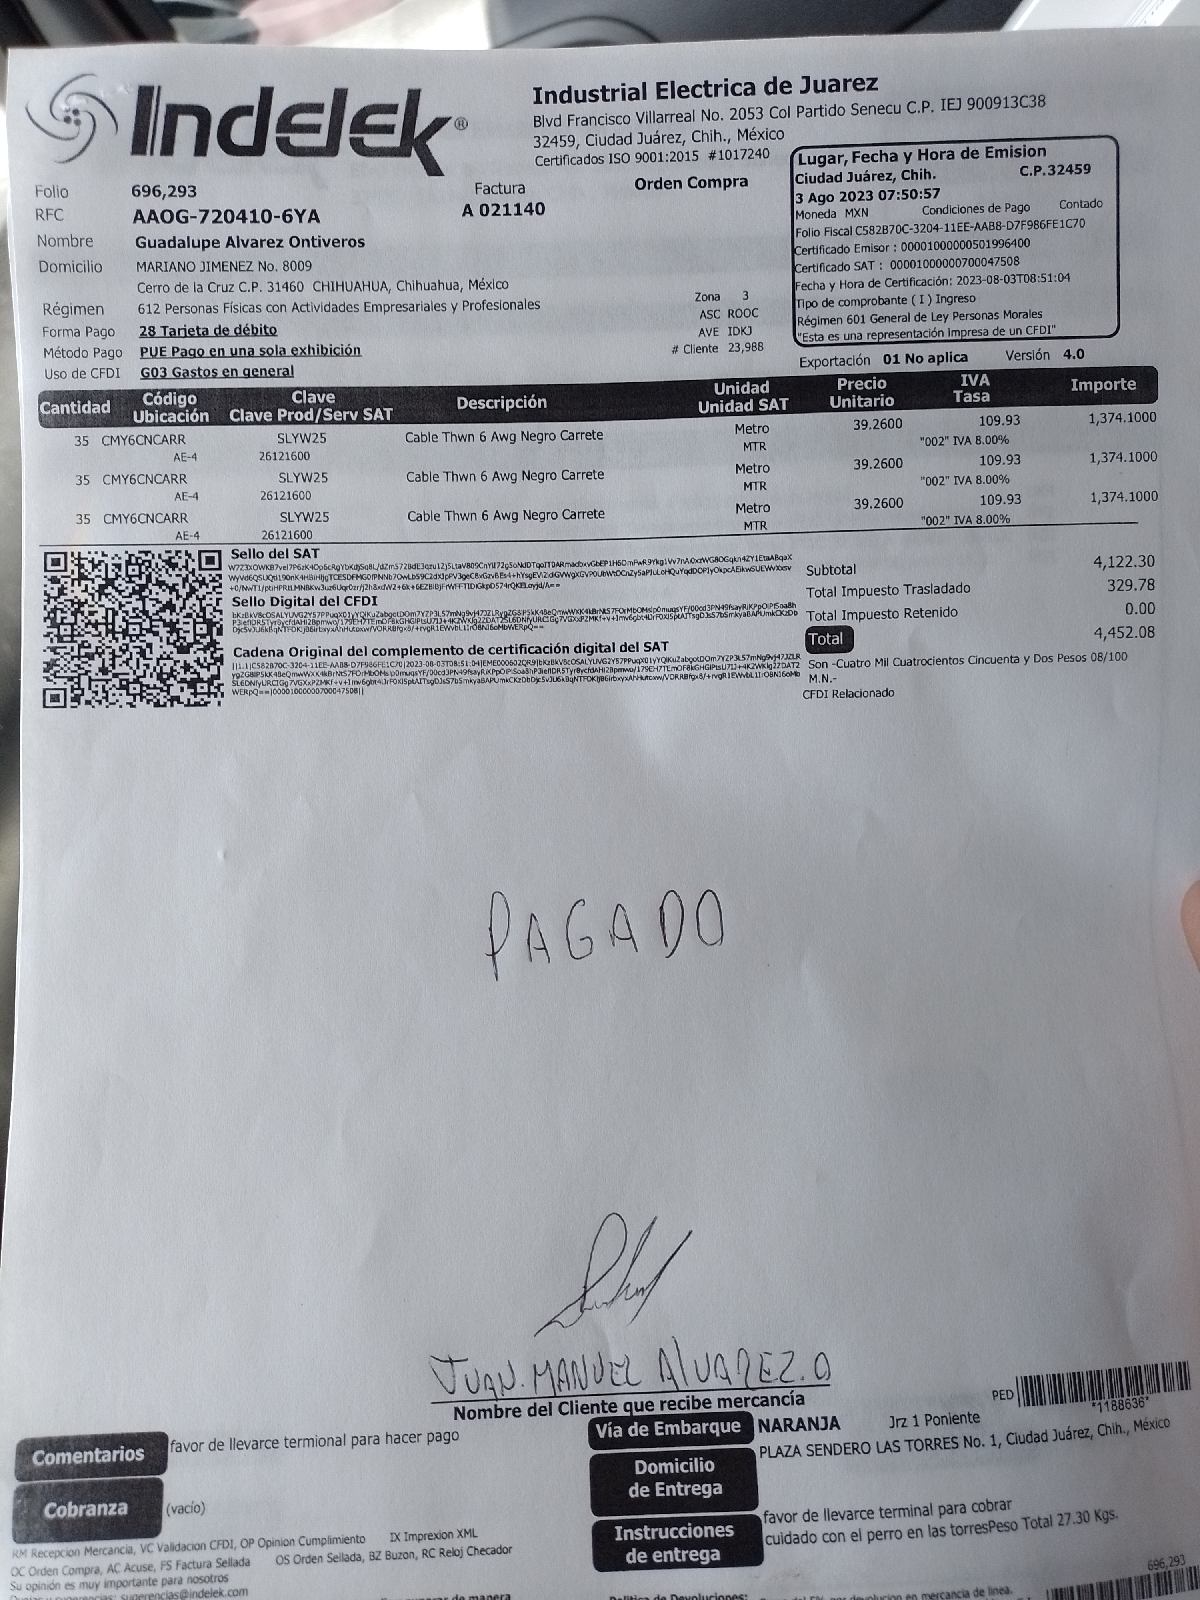 Indelek®
Industrial Electrica de Juarez
Blvd Francisco Villarreal No. 2053 Col Partido Senecu C.P. IEJ 900913C38
32459, Ciudad Juárez, Chih., México
Certificados ISO 9001:2015 #1017240
Folio 696,293
Factura
Orden Compra
RFC AAOG-720410-6YA
A 021140
Nombre Guadalupe Alvarez Ontiveros
Domicilio MARIANO JIMENEZ No. 8009
Cerro de la Cruz C.P. 31460 CHIHUAHUA, Chihuahua, México
Régimen 612 Personas Físicas con Actividades Empresariales y Profesionales
Forma Pago 28 Tarjeta de débito
Método Pago PUE Pago en una sola exhibición
Uso de CFDI G03 Gastos en general
Zona 3
ASC ROOC
AVE IDKJ
# Cliente 23,988
Lugar, Fecha y Hora de Emision
Ciudad Juárez, Chih. C.P.32459
3 Ago 2023 07:50:57
Moneda MXN Condiciones de Pago Contado
Folio Fiscal C582B70C-3204-11EE-AAB8-D7F986FE1C70
Certificado Emisor : 00001000000501996400
Certificado SAT : 00001000000700047508
Fecha y Hora de Certificación: 2023-08-03T08:51:04
Tipo de comprobante ( I ) Ingreso
Régimen 601 General de Ley Personas Morales
"Esta es una representación impresa de un CFDI"
Exportación 01 No aplica Versión 4.0
Cantidad Código Ubicación Clave Clave Prod/Serv SAT Descripción Unidad Unidad SAT Precio Unitario IVA Tasa Importe
35 CMY6CNCARR SLYW25 Cable Thwn 6 Awg Negro Carrete Metro 39.2600 109.93 1,374.1000
AE-4 26121600 MTR "002" IVA 8.00%
35 CMY6CNCARR SLYW25 Cable Thwn 6 Awg Negro Carrete Metro 39.2600 109.93 1,374.1000
AE-4 26121600 MTR "002" IVA 8.00%
35 CMY6CNCARR SLYW25 Cable Thwn 6 Awg Negro Carrete Metro 39.2600 109.93 1,374.1000
AE-4 26121600 MTR "002" IVA 8.00%
Sello del SAT
Sello Digital del CFDI
Cadena Original del complemento de certificación digital del SAT
Subtotal 4,122.30
Total Impuesto Trasladado 329.78
Total Impuesto Retenido 0.00
Total 4,452.08
Son -Cuatro Mil Cuatrocientos Cincuenta y Dos Pesos 08/100
M.N.-
CFDI Relacionado
PAGADO
JUAN. MANUEL AlVAREZ. O
Nombre del Cliente que recibe mercancía
PED *1188636*
Comentarios favor de llevarce termional para hacer pago
Cobranza (vacío)
Vía de Embarque NARANJA Jrz 1 Poniente
Domicilio de Entrega PLAZA SENDERO LAS TORRES No. 1, Ciudad Juárez, Chih., México
Instrucciones de entrega favor de llevarce terminal para cobrar
cuidado con el perro en las torresPeso Total 27.30 Kgs.
RM Recepcion Mercancia, VC Validacion CFDI, OP Opinion Cumplimiento IX Imprexion XML
OC Orden Compra, AC Acuse, FS Factura Sellada OS Orden Sellada, BZ Buzon, RC Reloj Checador
Su opinión es muy importante para nosotros
696,293